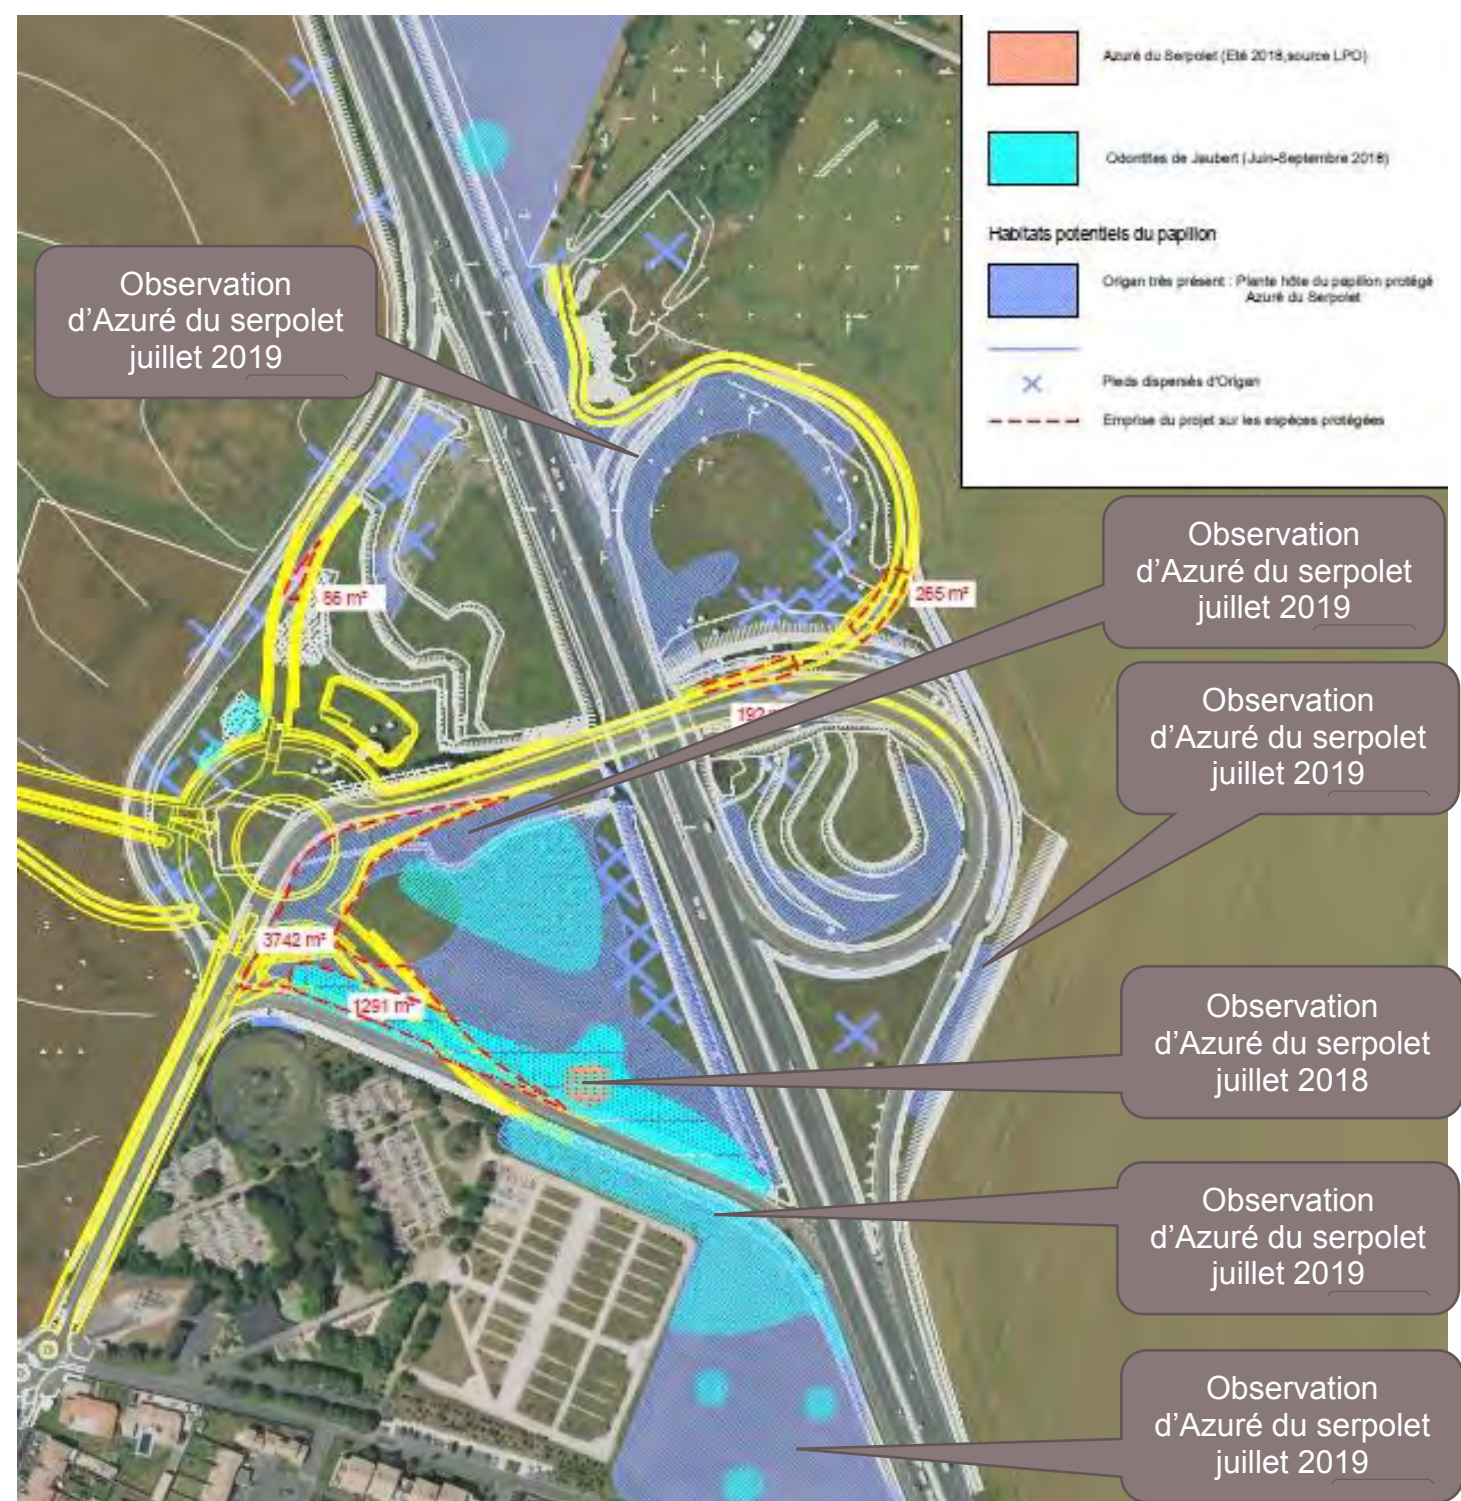 Azuré du Serpolet (Eté 2018,source LPO)
Odontites de Jaubert (Juin-Septembre 2018)
Habitats potentiels du papillon
Origan très présent : Plante hôte du papillon protégé
Azuré du Serpolet
Pieds dispersés d'Origan
Emprise du projet sur les espèces protégées
Observation
d'Azuré du serpolet
juillet 2019
Observation
d'Azuré du serpolet
juillet 2019
86 m²
265 m²
192
Observation
d'Azuré du serpolet
juillet 2019
3742 m²
1291 m²
Observation
d'Azuré du serpolet
juillet 2018
Observation
d'Azuré du serpolet
juillet 2019
Observation
d'Azuré du serpolet
juillet 2019